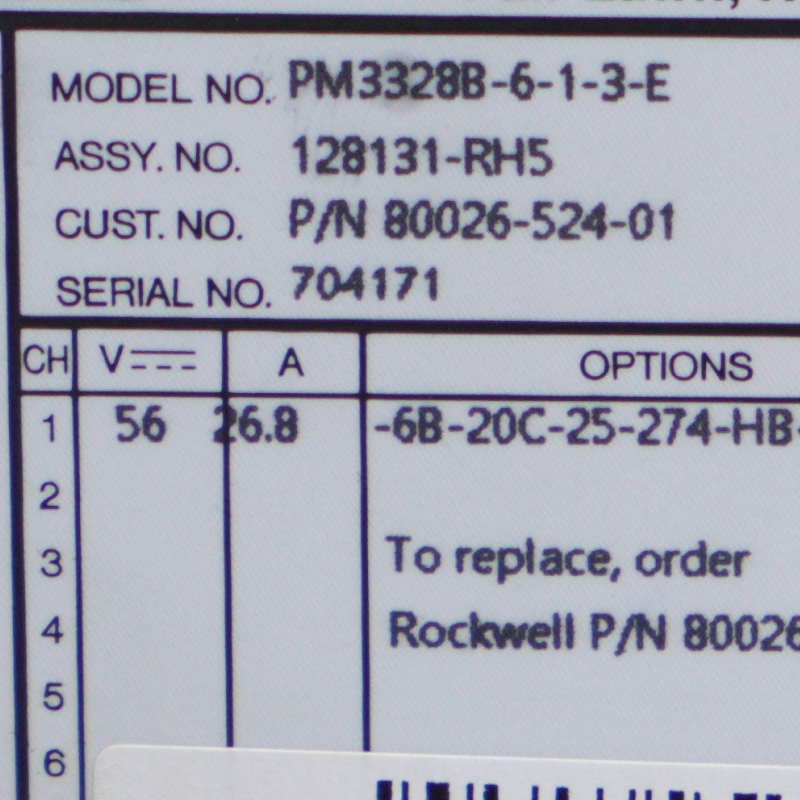 MODEL NO. PM3328B-6-1-3-E
ASSY. NO. 128131-RH5
CUST. NO. P/N 80026-524-01
SERIAL NO. 704171
CH V A OPTIONS
1 56 26.8 -6B-20C-25-274-HB-
2
3 To replace, order
4 Rockwell P/N 80026
5
6